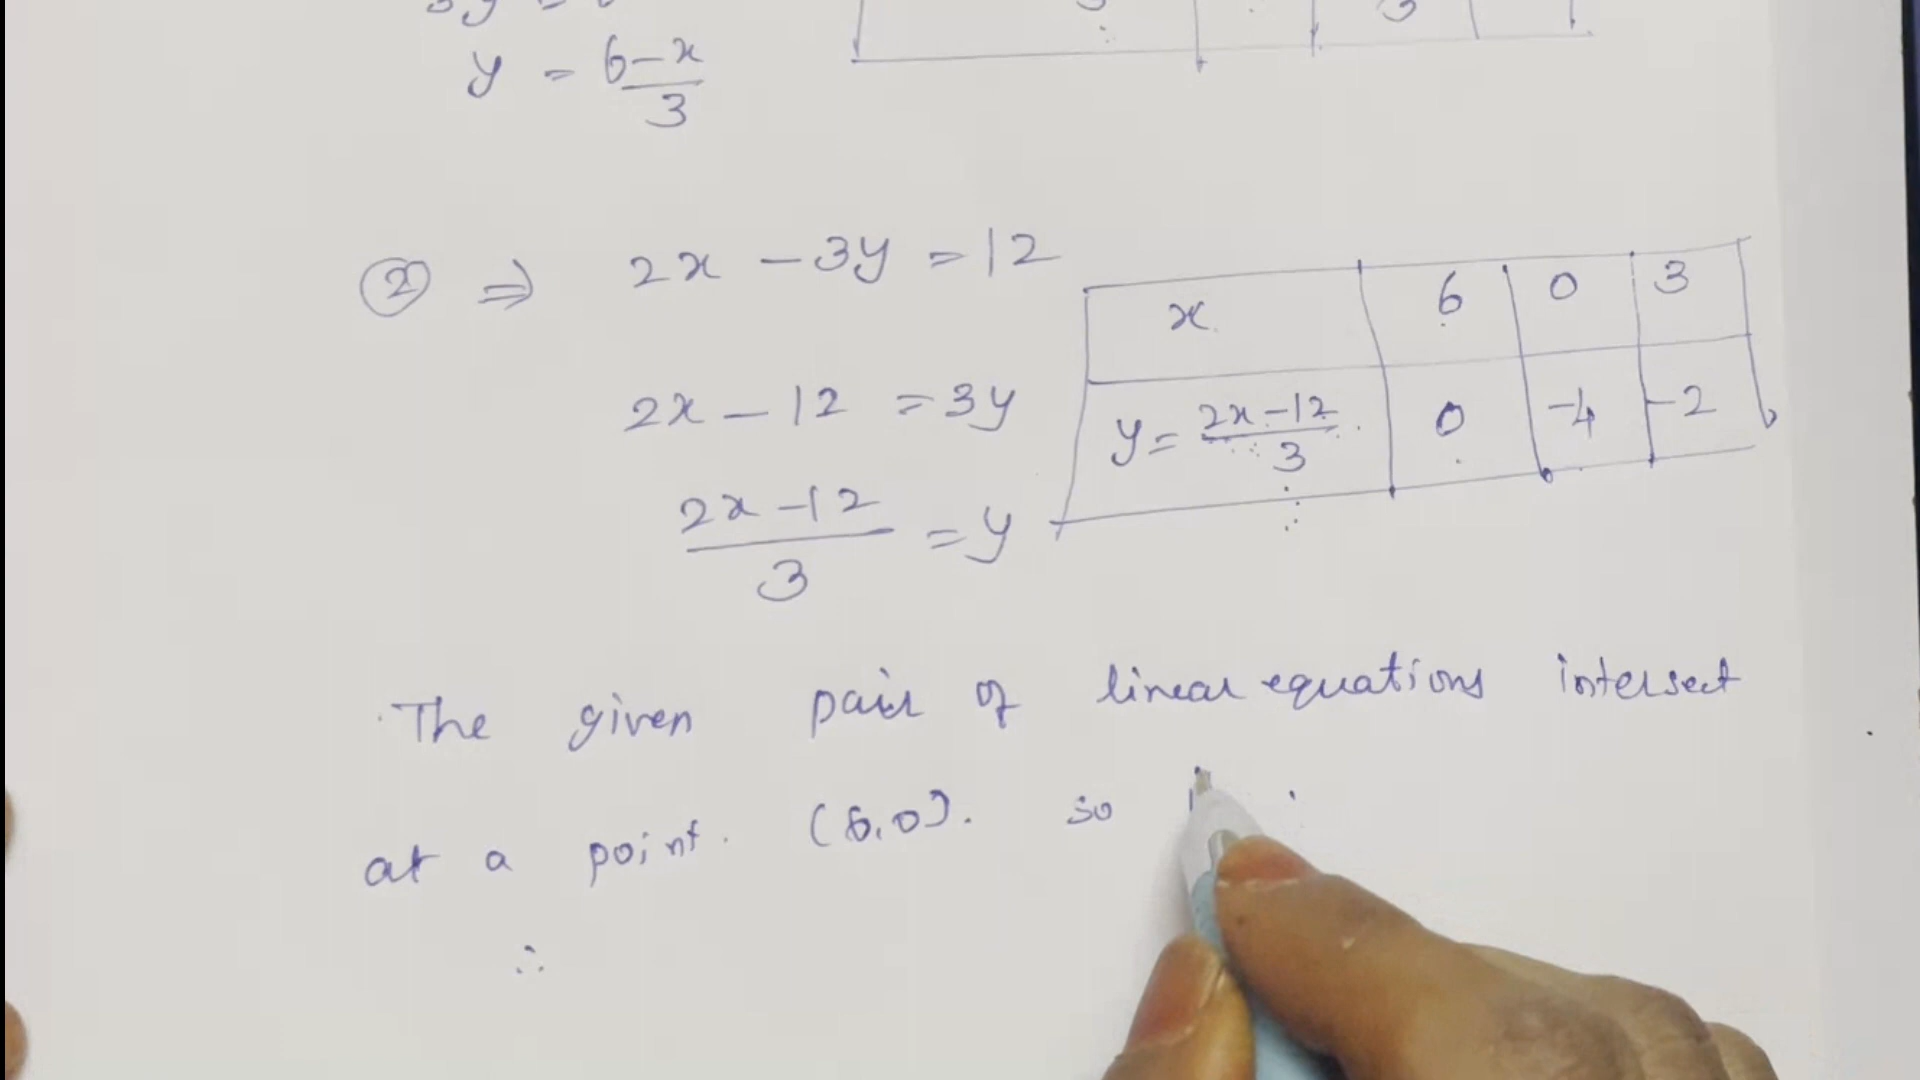 y = 6-x/3
② ⇒ 2x - 3y = 12
x 6 0 3
2x - 12 = 3y
y = 2x-12/3 0 -4 -2
2x-12/3 = y
The given pair of linear equations intersect
at a point. (6,0). so
∴